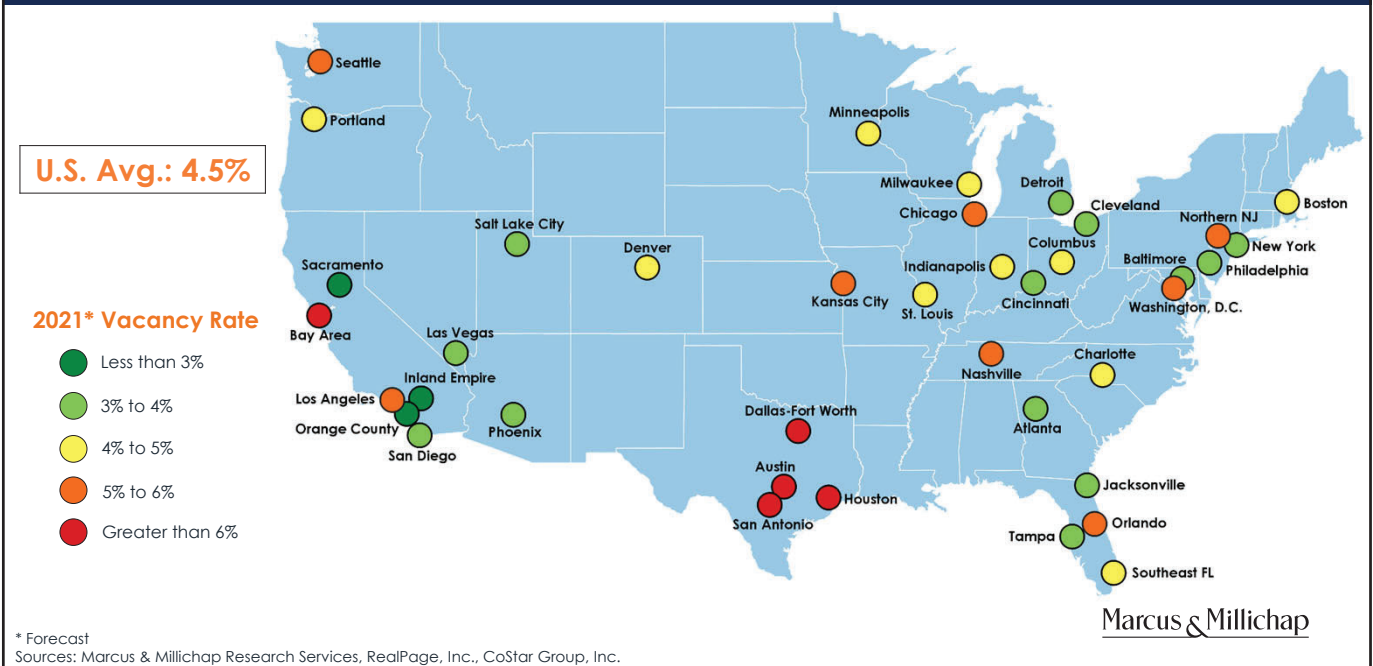 Seattle
Portland
Minneapolis
U.S. Avg.: 4.5%
Milwaukee
Detroit
Chicago
Cleveland
Boston
Northern NJ
Salt Lake City
Denver
Columbus
New York
Sacramento
Indianapolis
Baltimore
Philadelphia
Kansas City
St. Louis
Cincinnati
Washington, D.C.
2021* Vacancy Rate
Bay Area
Las Vegas
Less than 3%
Nashville
Charlotte
Inland Empire
Los Angeles
3% to 4%
Orange County
Phoenix
Dallas-Fort Worth
Atlanta
San Diego
4% to 5%
Austin
5% to 6%
Houston
Jacksonville
San Antonio
Orlando
Greater than 6%
Tampa
Southeast FL
Marcus & Millichap
* Forecast
Sources: Marcus & Millichap Research Services, RealPage, Inc., CoStar Group, Inc.